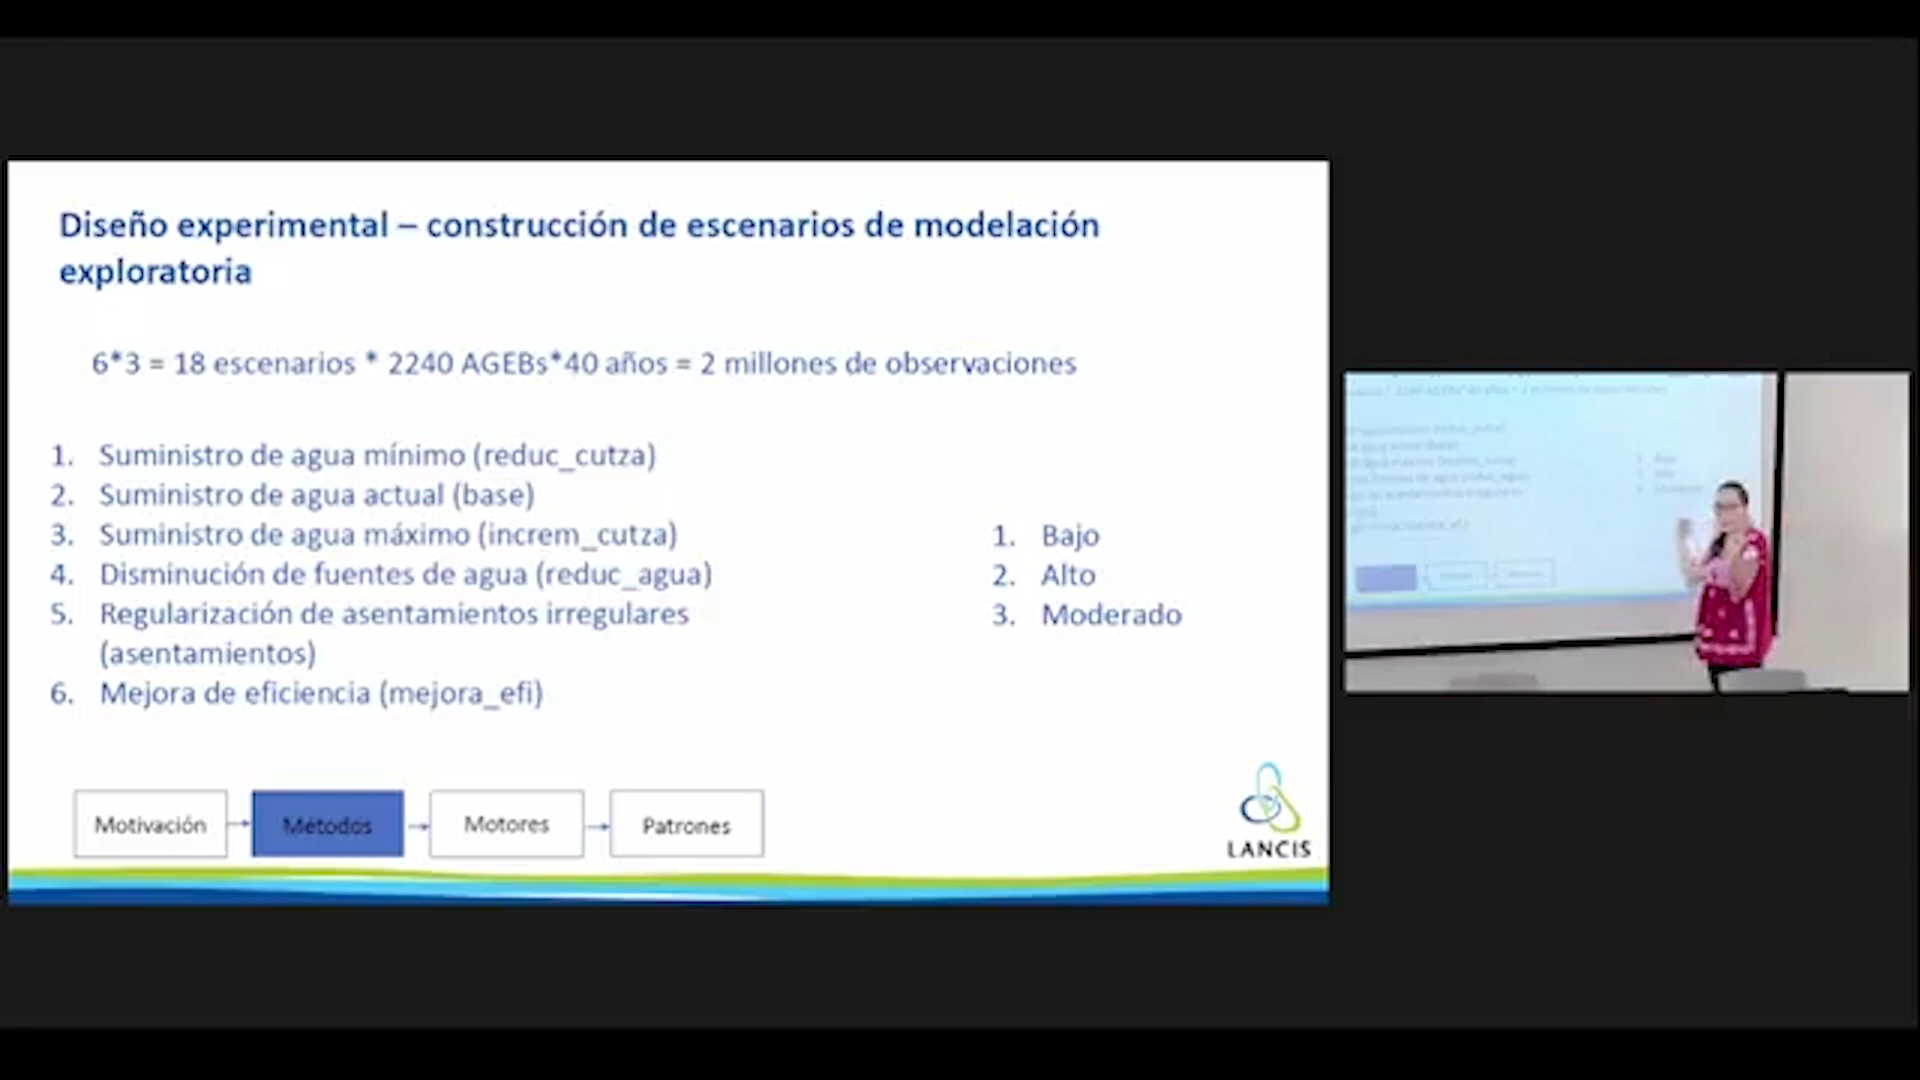 Diseño experimental – construcción de escenarios de modelación
exploratoria
6*3 = 18 escenarios * 2240 AGEBs*40 años = 2 millones de observaciones
1. Suministro de agua mínimo (reduc_cutza)
2. Suministro de agua actual (base)
3. Suministro de agua máximo (increm_cutza)
4. Disminución de fuentes de agua (reduc_agua)
5. Regularización de asentamientos irregulares
(asentamientos)
6. Mejora de eficiencia (mejora_efi)
1. Bajo
2. Alto
3. Moderado
Motivación
Métodos
Motores
Patrones
LANCIS